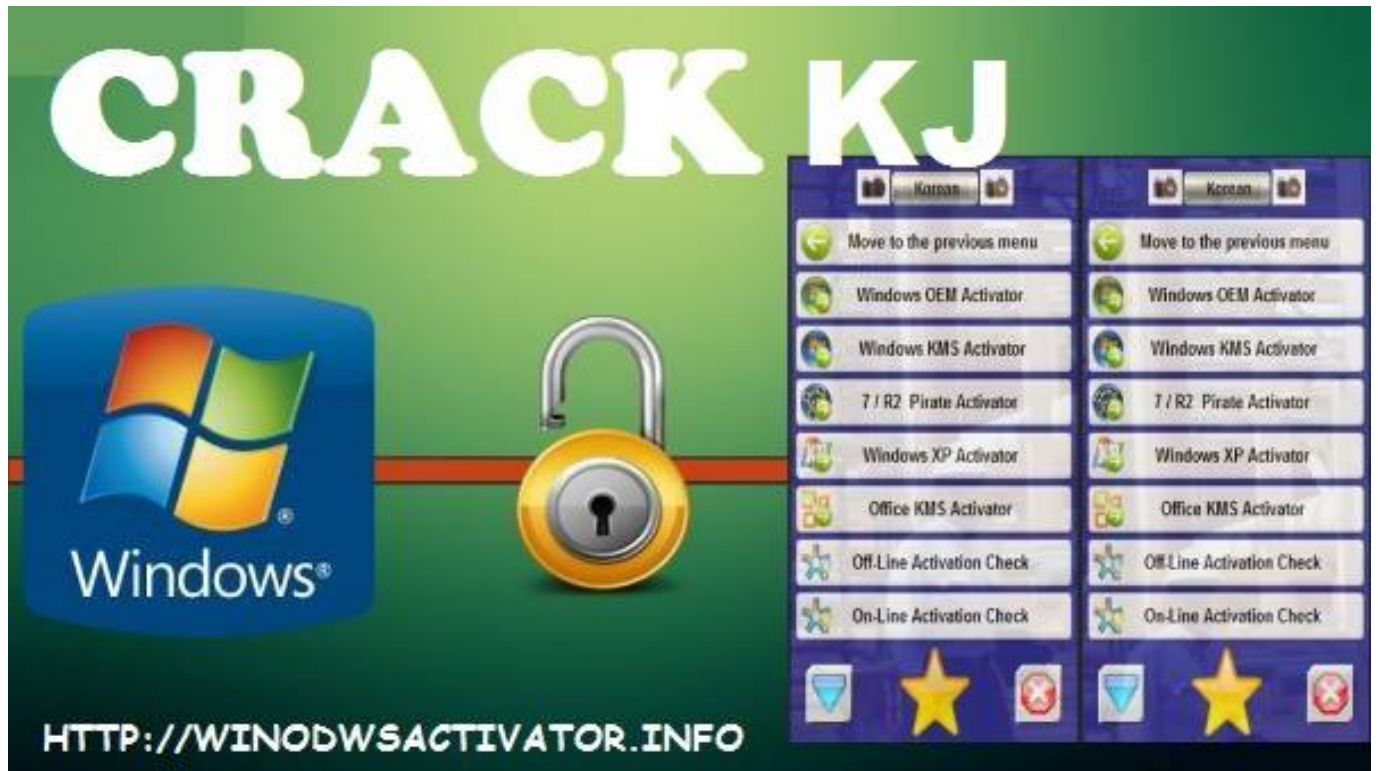 CRACK KJ
Windows®
HTTP://WINODWSACTIVATOR.INFO
Korean
Move to the previous menu
Windows OEM Activator
Windows KMS Activator
7 / R2 Pirate Activator
Windows XP Activator
Office KMS Activator
Off-Line Activation Check
On-Line Activation Check
Korean
Move to the previous menu
Windows OEM Activator
Windows KMS Activator
7 / R2 Pirate Activator
Windows XP Activator
Office KMS Activator
Off-Line Activation Check
On-Line Activation Check